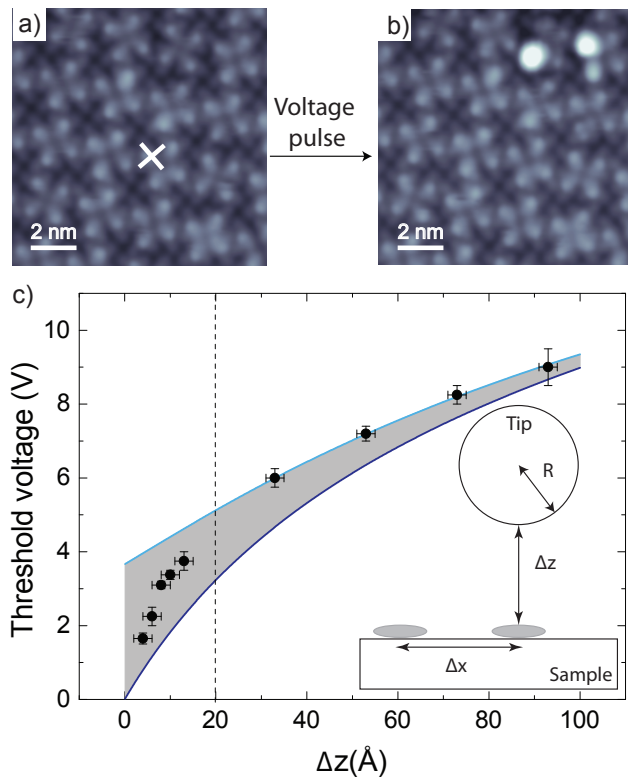 a)
b)
Voltage
pulse
2 nm
2 nm
c)
10
8
6
4
2
0
Threshold voltage (V)
0
20
40
60
80
100
Δz(Å)
Tip
R
Δz
Δx
Sample